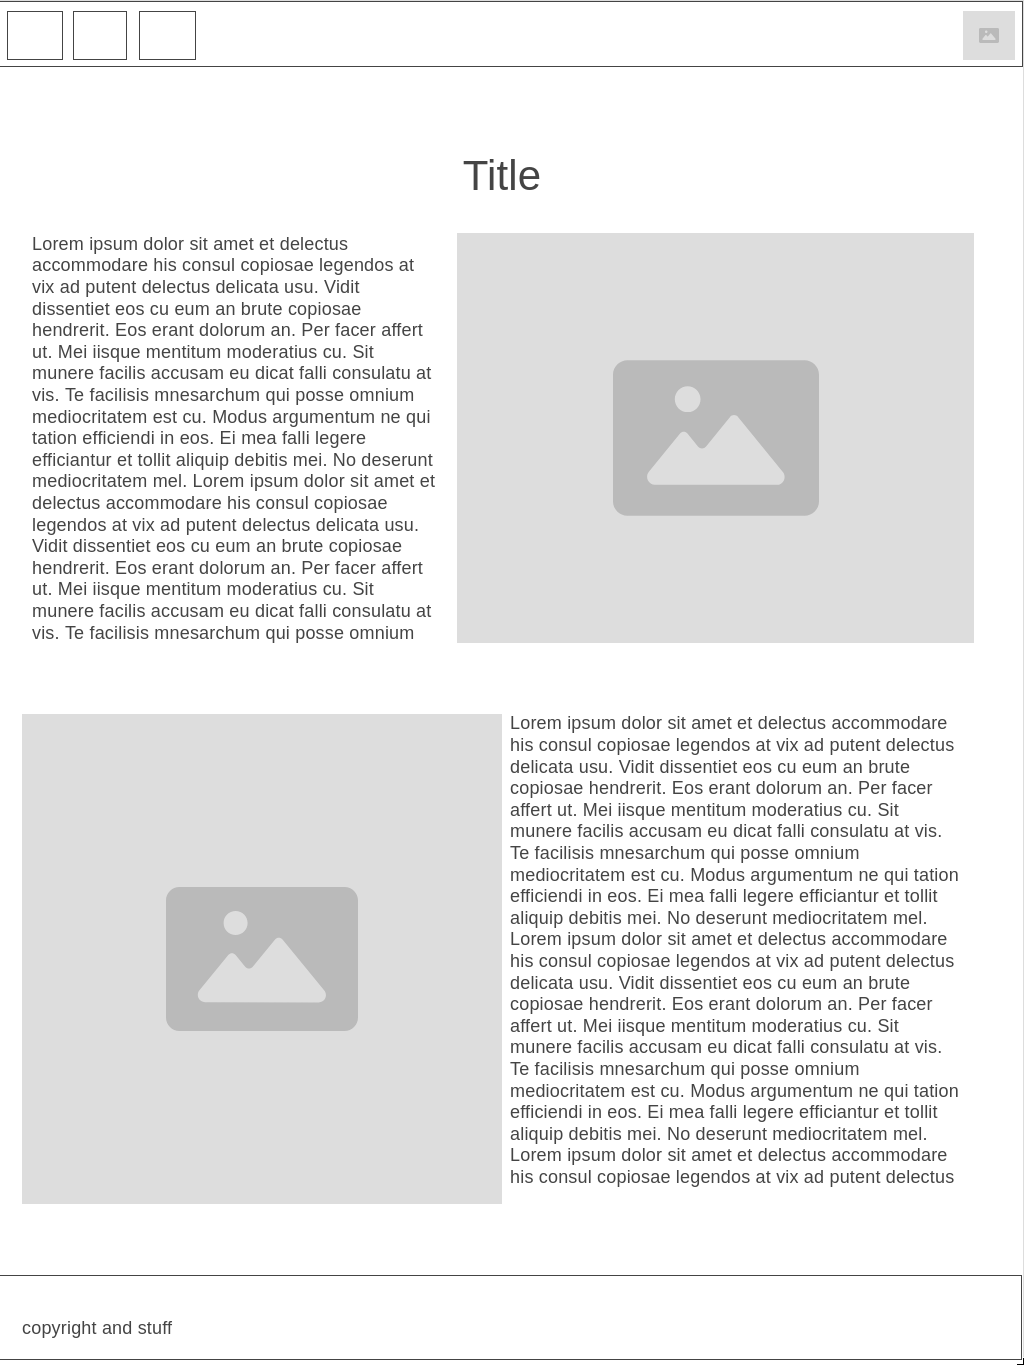 Title
Lorem ipsum dolor sit amet et delectus
accommodare his consul copiosae legendos at
vix ad putent delectus delicata usu. Vidit
dissentiet eos cu eum an brute copiosae
hendrerit. Eos erant dolorum an. Per facer affert
ut. Mei iisque mentitum moderatius cu. Sit
munere facilis accusam eu dicat falli consulatu at
vis. Te facilisis mnesarchum qui posse omnium
mediocritatem est cu. Modus argumentum ne qui
tation efficiendi in eos. Ei mea falli legere
efficiantur et tollit aliquip debitis mei. No deserunt
mediocritatem mel. Lorem ipsum dolor sit amet et
delectus accommodare his consul copiosae
legendos at vix ad putent delectus delicata usu.
Vidit dissentiet eos cu eum an brute copiosae
hendrerit. Eos erant dolorum an. Per facer affert
ut. Mei iisque mentitum moderatius cu. Sit
munere facilis accusam eu dicat falli consulatu at
vis. Te facilisis mnesarchum qui posse omnium
Lorem ipsum dolor sit amet et delectus accommodare
his consul copiosae legendos at vix ad putent delectus
delicata usu. Vidit dissentiet eos cu eum an brute
copiosae hendrerit. Eos erant dolorum an. Per facer
affert ut. Mei iisque mentitum moderatius cu. Sit
munere facilis accusam eu dicat falli consulatu at vis.
Te facilisis mnesarchum qui posse omnium
mediocritatem est cu. Modus argumentum ne qui tation
efficiendi in eos. Ei mea falli legere efficiantur et tollit
aliquip debitis mei. No deserunt mediocritatem mel.
Lorem ipsum dolor sit amet et delectus accommodare
his consul copiosae legendos at vix ad putent delectus
delicata usu. Vidit dissentiet eos cu eum an brute
copiosae hendrerit. Eos erant dolorum an. Per facer
affert ut. Mei iisque mentitum moderatius cu. Sit
munere facilis accusam eu dicat falli consulatu at vis.
Te facilisis mnesarchum qui posse omnium
mediocritatem est cu. Modus argumentum ne qui tation
efficiendi in eos. Ei mea falli legere efficiantur et tollit
aliquip debitis mei. No deserunt mediocritatem mel.
Lorem ipsum dolor sit amet et delectus accommodare
his consul copiosae legendos at vix ad putent delectus
copyright and stuff